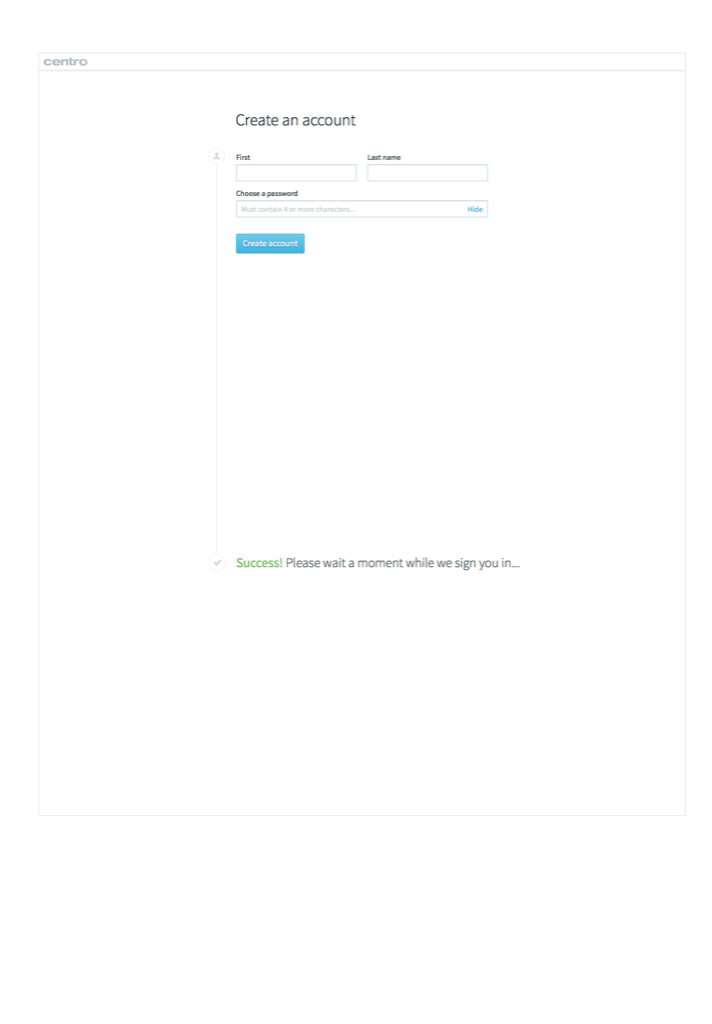 centro
Create an account
First Last name
Choose a password
Must contain 4 or more characters... Hide
Create account
Success! Please wait a moment while we sign you in...